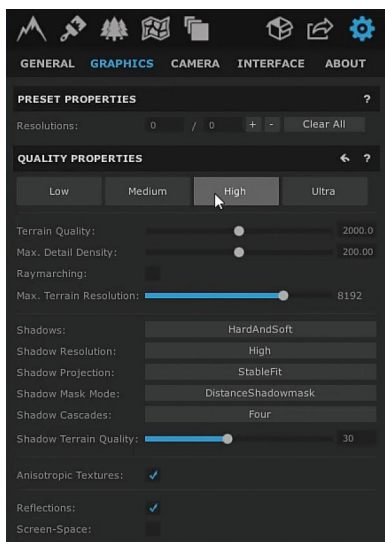 GENERAL GRAPHICS CAMERA INTERFACE ABOUT
PRESET PROPERTIES ?
Resolutions: 0 / 0 + - Clear All
QUALITY PROPERTIES ?
Low Medium High Ultra
Terrain Quality: 2000.0
Max. Detail Density: 200.00
Raymarching:
Max. Terrain Resolution: 8192
Shadows: HardAndSoft
Shadow Resolution: High
Shadow Projection: StableFit
Shadow Mask Mode: DistanceShadowmask
Shadow Cascades: Four
Shadow Terrain Quality: 30
Anisotropic Textures:
Reflections:
Screen-Space: